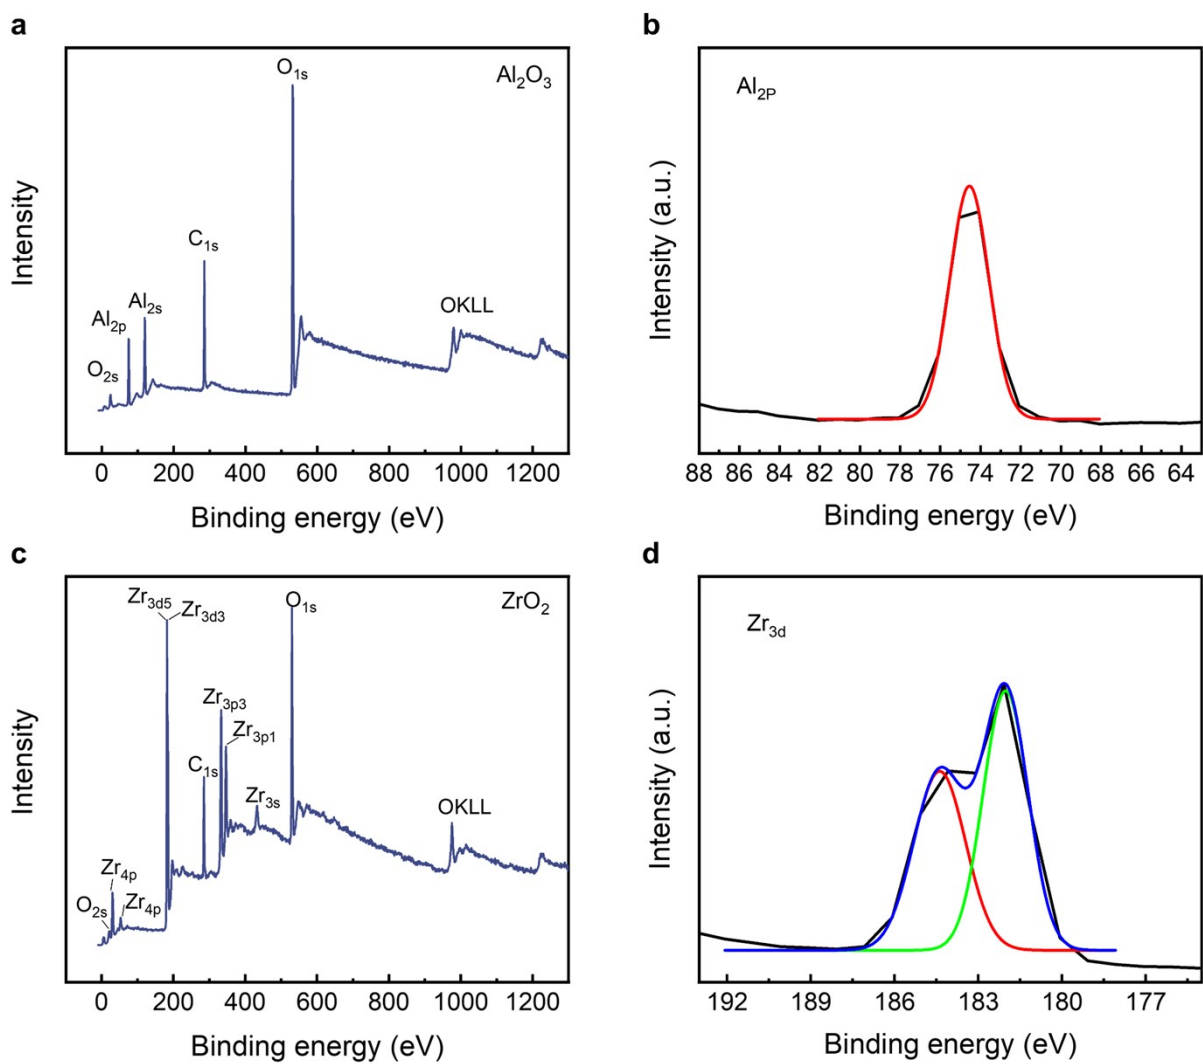 a
Al₂O₃
O₁s
C₁s
Al₂s
Al₂p
O₂s
OKLL
Intensity
0 200 400 600 800 1000 1200
Binding energy (eV)
b
Al₂P
Intensity (a.u.)
88 86 84 82 80 78 76 74 72 70 68 66 64
Binding energy (eV)
c
ZrO₂
Zr₃d5
Zr₃d3
O₁s
Zr₃p3
Zr₃p1
C₁s
Zr₃s
OKLL
Zr₄p
O₂s
Zr₄p
Intensity
0 200 400 600 800 1000 1200
Binding energy (eV)
d
Zr₃d
Intensity (a.u.)
192 189 186 183 180 177
Binding energy (eV)